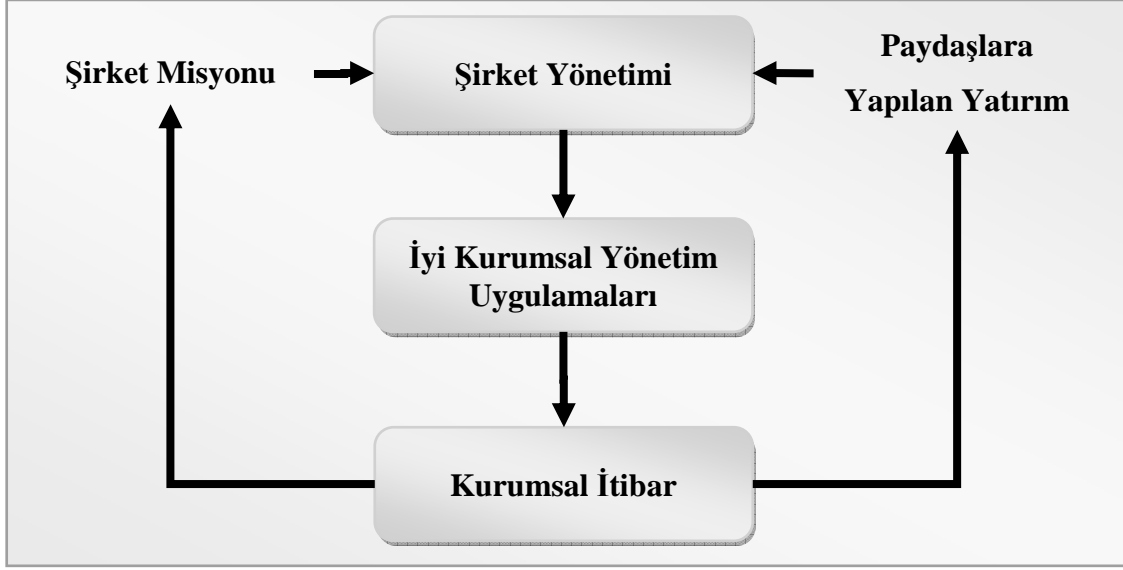 Şirket Misyonu
Şirket Yönetimi
Paydaşlara
Yapılan Yatırım
İyi Kurumsal Yönetim
Uygulamaları
Kurumsal İtibar